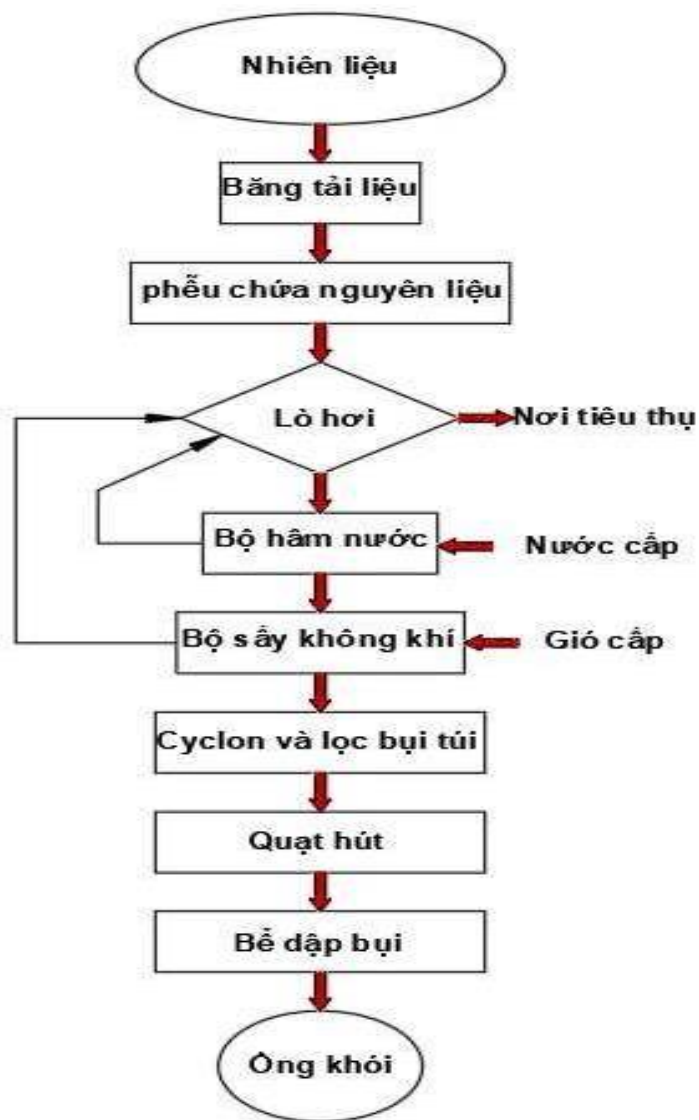 Nhiên liệu
Băng tải liệu
phễu chứa nguyên liệu
Lò hơi
Nơi tiêu thụ
Bộ hâm nước
Nước cấp
Bộ sấy không khí
Gió cấp
Cyclon và lọc bụi túi
Quạt hút
Bể dập bụi
Ống khói